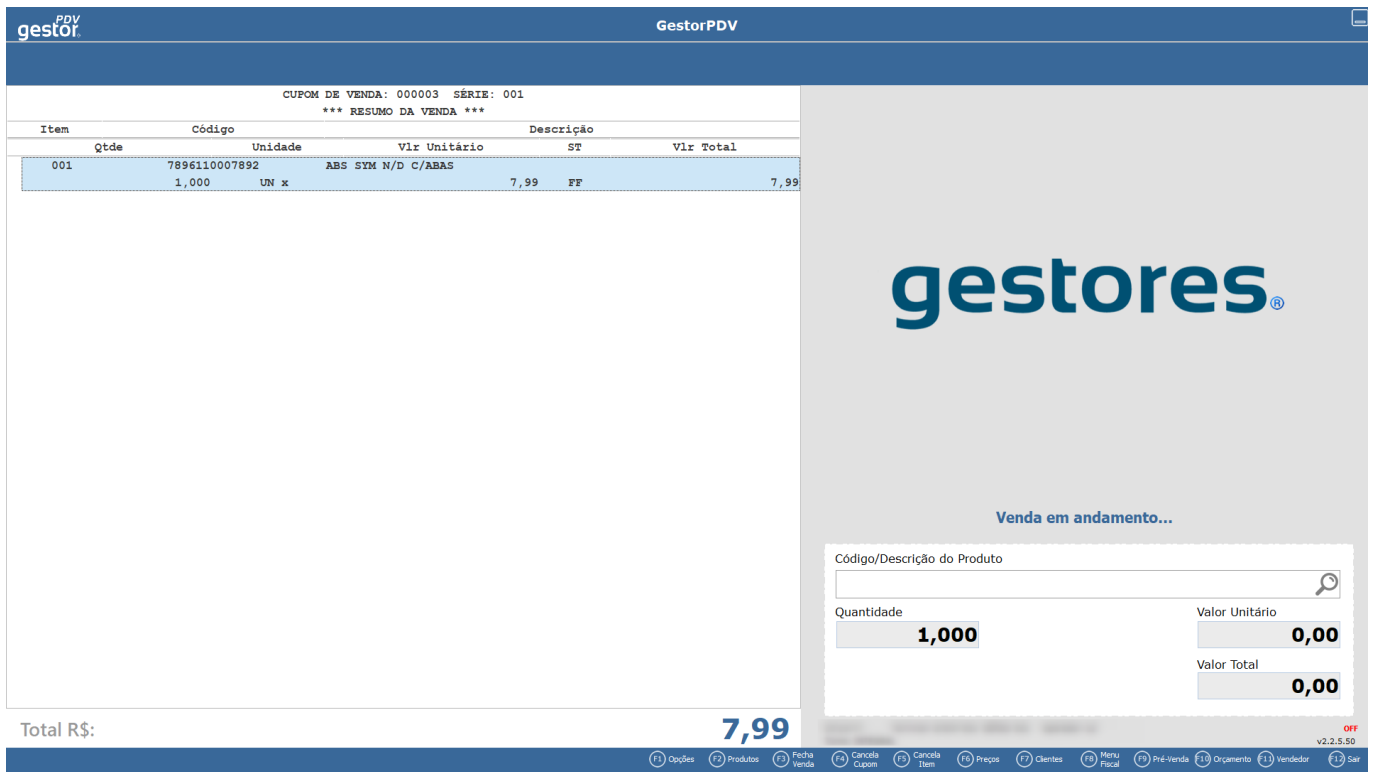 gestor PDV
GestorPDV
CUPOM DE VENDA: 000003 SÉRIE: 001
*** RESUMO DA VENDA ***
Item Código Descrição
Qtde Unidade Vlr Unitário ST Vlr Total
001 7896110007892 ABS SYM N/D C/ABAS
1,000 UN x 7,99 FF 7,99
gestores®
Venda em andamento...
Código/Descrição do Produto
Quantidade Valor Unitário
1,000 0,00
Valor Total
0,00
Total R$: 7,99
OFF
v2.2.5.50
F1 Opções F2 Produtos F3 Fecha Venda F4 Cancela Cupom F5 Cancela Item F6 Preços F7 Clientes F8 Menu Fiscal F9 Pré-Venda F10 Orçamento F11 Vendedor F12 Sair